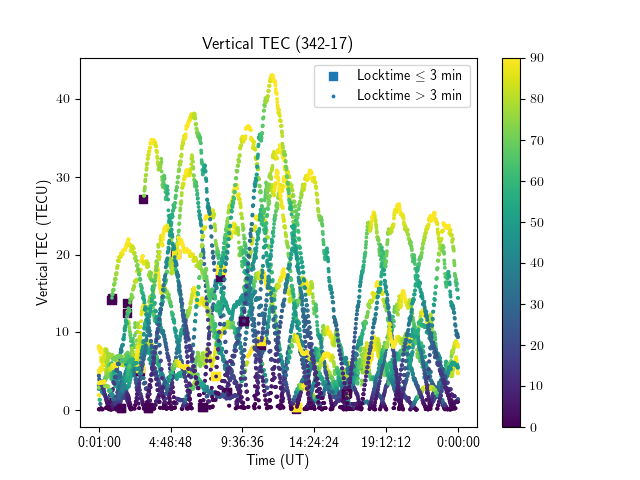 Vertical TEC (342-17)
Locktime ≤ 3 min
Locktime > 3 min
Vertical TEC (TECU)
40
30
20
10
0
0:01:00 4:48:48 9:36:36 14:24:24 19:12:12 0:00:00
Time (UT)
90
80
70
60
50
40
30
20
10
0